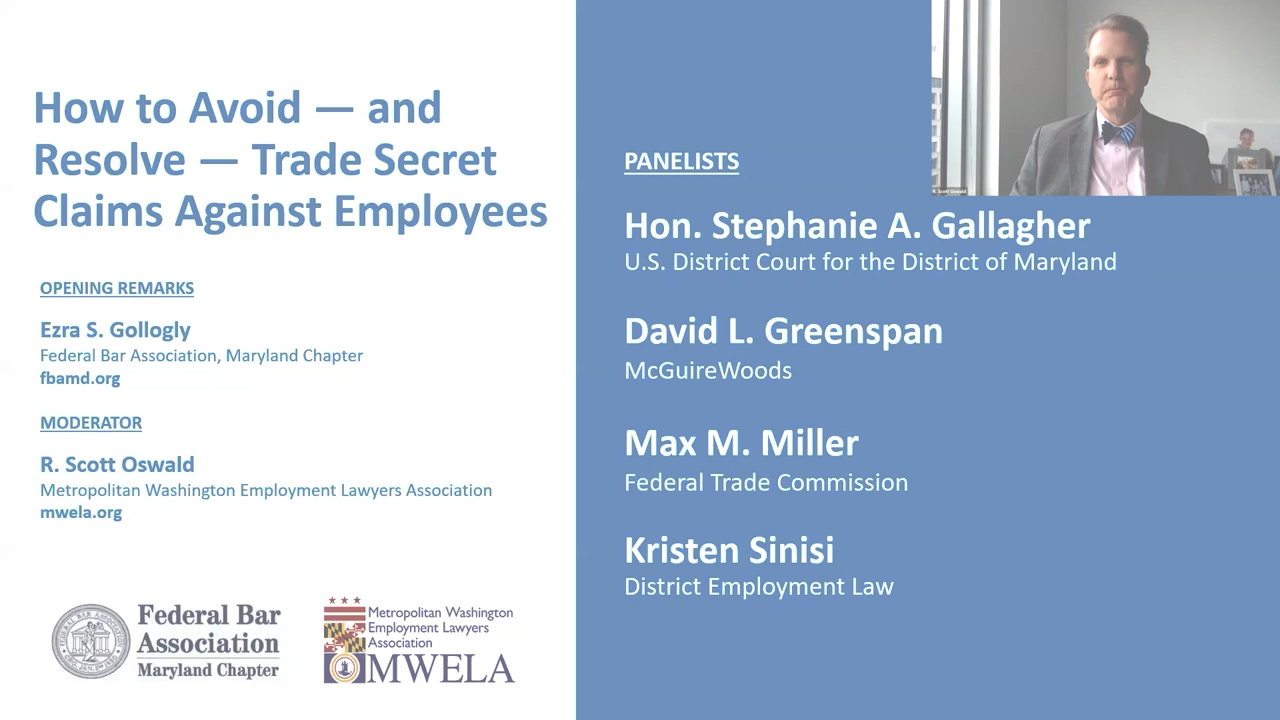 How to Avoid — and
Resolve — Trade Secret
Claims Against Employees
OPENING REMARKS
Ezra S. Gollogly
Federal Bar Association, Maryland Chapter
fbamd.org
MODERATOR
R. Scott Oswald
Metropolitan Washington Employment Lawyers Association
mwela.org
Federal Bar
Association
Maryland Chapter
Metropolitan Washington
Employment Lawyers
Association
MWELA
PANELISTS
Hon. Stephanie A. Gallagher
U.S. District Court for the District of Maryland
David L. Greenspan
McGuireWoods
Max M. Miller
Federal Trade Commission
Kristen Sinisi
District Employment Law
R. Scott Oswald